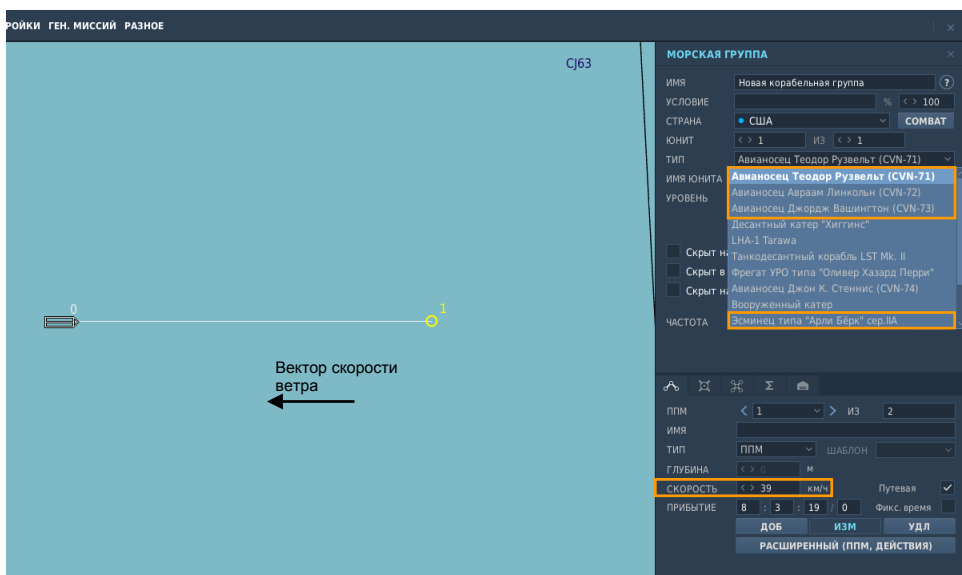 РОЙКИ ГЕН. МИССИЙ РАЗНОЕ
×
CJ63
0
1
Вектор скорости
ветра
МОРСКАЯ ГРУППА ×
ИМЯ Новая корабельная группа ?
УСЛОВИЕ % < > 100
СТРАНА США COMBAT
ЮНИТ < > 1 ИЗ < > 1
ТИП Авианосец Теодор Рузвельт (CVN-71)
ИМЯ ЮНИТА Авианосец Теодор Рузвельт (CVN-71)
Авианосец Авраам Линкольн (CVN-72)
УРОВЕНЬ Авианосец Джордж Вашингтон (CVN-73)
Десантный катер "Хиггинс"
LHA-1 Tarawa
Скрыт н Танкодесантный корабль LST Mk. II
Скрыт в Фрегат УРО типа "Оливер Хазард Перри"
Скрыт н Авианосец Джон К. Стеннис (CVN-74)
Вооруженный катер
ЧАСТОТА Эсминец типа "Арли Бёрк" сер.IIA
Σ
ППМ < 1 > ИЗ 2
ИМЯ
ТИП ППМ ШАБЛОН
ГЛУБИНА < > 0 М
СКОРОСТЬ < > 39 км/ч Путевая
ПРИБЫТИЕ 8 : 3 : 19 / 0 Фикс. время
ДОБ ИЗМ УДЛ
РАСШИРЕННЫЙ (ППМ, ДЕЙСТВИЯ)